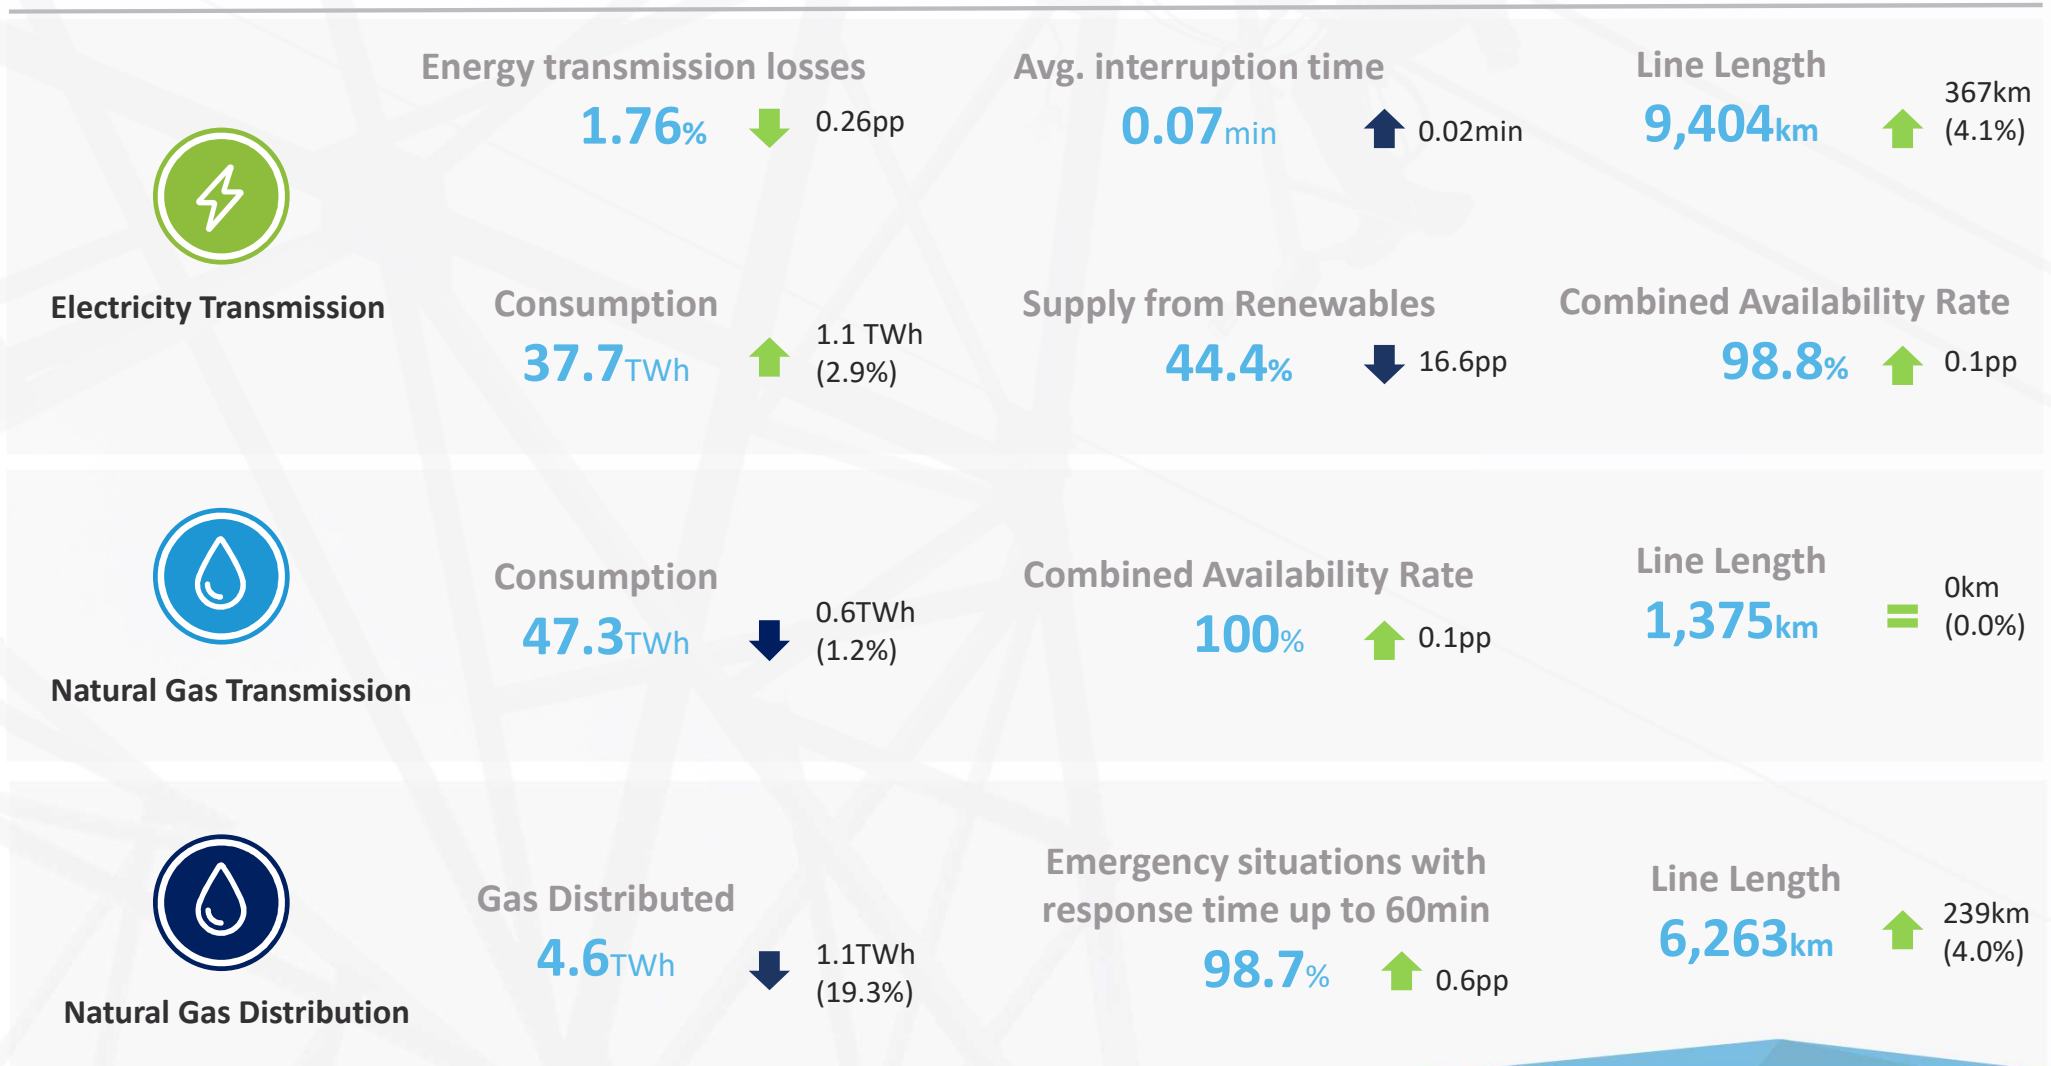 Electricity Transmission
Energy transmission losses
1.76%
0.26pp
Avg. interruption time
0.07min
0.02min
Line Length
9,404km
367km
(4.1%)
Consumption
37.7TWh
1.1 TWh
(2.9%)
Supply from Renewables
44.4%
16.6pp
Combined Availability Rate
98.8%
0.1pp
Natural Gas Transmission
Consumption
47.3TWh
0.6TWh
(1.2%)
Combined Availability Rate
100%
0.1pp
Line Length
1,375km
0km
(0.0%)
Natural Gas Distribution
Gas Distributed
4.6TWh
1.1TWh
(19.3%)
Emergency situations with
response time up to 60min
98.7%
0.6pp
Line Length
6,263km
239km
(4.0%)